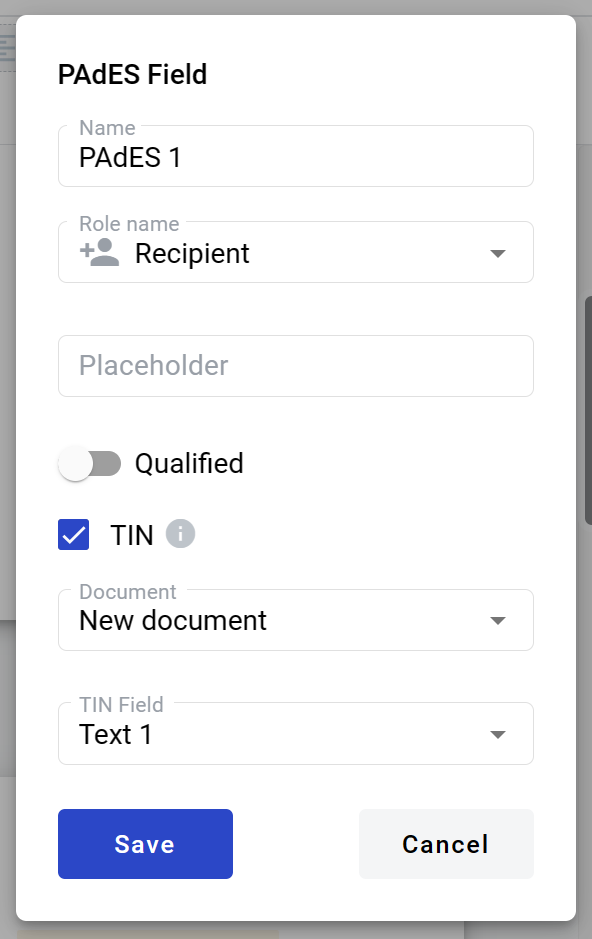 PAdES Field
Name
PAdES 1
Role name
Recipient
Placeholder
Qualified
TIN
Document
New document
TIN Field
Text 1
Save
Cancel